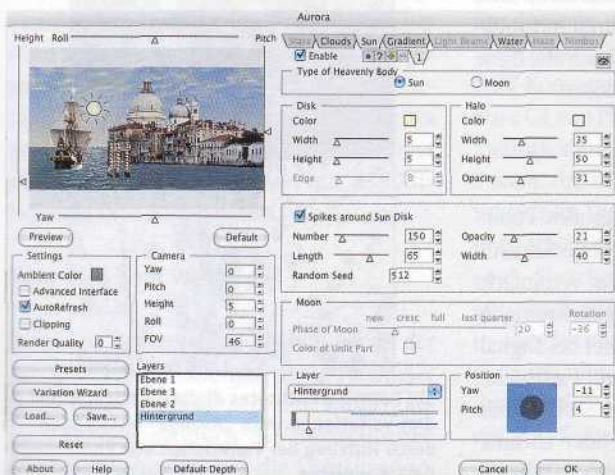 Aurora
Height Roll Pitch
Stars Clouds Sun Gradient Light Beams Water Haze Nimbus
Enable ? 1
Type of Heavenly Body
Sun Moon
Disk
Color
Width 5
Height 5
Edge 8
Halo
Color
Width 35
Height 50
Opacity 31
Yaw
Preview Default
Spikes around Sun Disk
Number 150 Opacity 21
Length 65 Width 40
Random Seed 512
Settings
Ambient Color
Advanced Interface
AutoRefresh
Clipping
Render Quality 0
Camera
Yaw 0
Pitch 0
Height 5
Roll 0
FOV 46
Moon
new cresc full last quarter Rotation
Phase of Moon 20 -26
Color of Unlit Part
Presets
Variation Wizard
Load... Save...
Reset
About Help
Layers
Ebene 1
Ebene 3
Ebene 2
Hintergrund
Default Depth
Layer
Hintergrund
Position
Yaw -11
Pitch 4
Cancel OK